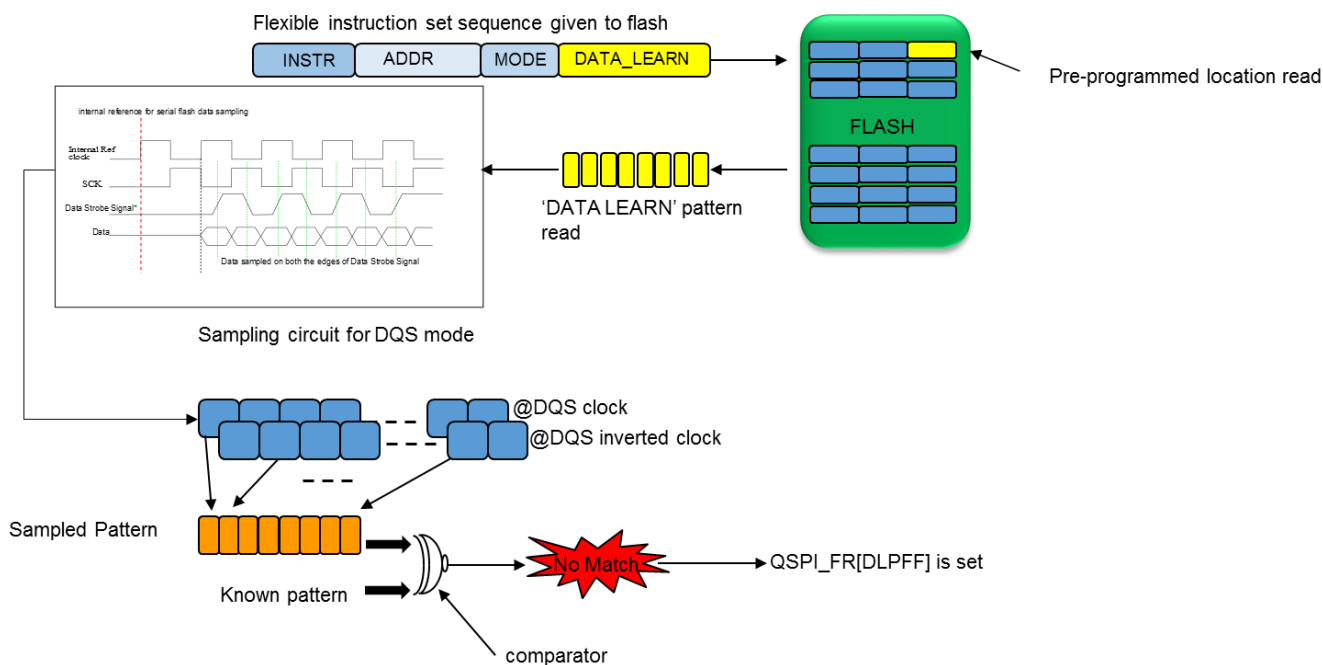 Flexible instruction set sequence given to flash
INSTR
ADDR
MODE
DATA_LEARN
Pre-programmed location read
FLASH
internal reference for serial flash data sampling
Internal Ref
clock
SCK
Data Strobe Signal*
Data
Data sampled on both the edges of Data Strobe Signal
‘DATA LEARN’ pattern
read
Sampling circuit for DQS mode
@DQS clock
@DQS inverted clock
Sampled Pattern
Known pattern
No Match
QSPI_FR[DLPFF] is set
comparator